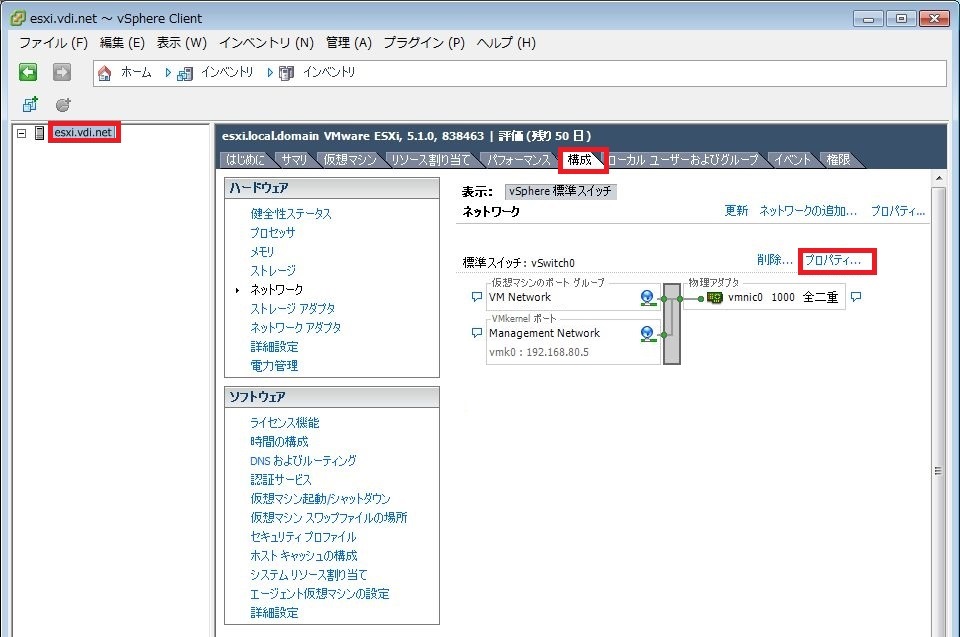 esxi.vdi.net ～ vSphere Client
ファイル (F) 編集 (E) 表示 (W) インベントリ (N) 管理 (A) プラグイン (P) ヘルプ (H)
ホーム インベントリ インベントリ
esxi.vdi.net
esxi.local.domain VMware ESXi, 5.1.0, 838463 | 評価 (残り 50 日)
はじめに サマリ 仮想マシン リソース割り当て パフォーマンス 構成 ローカル ユーザーおよびグループ イベント 権限
ハードウェア
健全性ステータス
プロセッサ
メモリ
ストレージ
ネットワーク
ストレージ アダプタ
ネットワーク アダプタ
詳細設定
電力管理
ソフトウェア
ライセンス機能
時間の構成
DNS およびルーティング
認証サービス
仮想マシン起動/シャットダウン
仮想マシン スワップファイルの場所
セキュリティ プロファイル
ホスト キャッシュの構成
システム リソース割り当て
エージェント仮想マシンの設定
詳細設定
表示: vSphere 標準スイッチ
ネットワーク 更新 ネットワークの追加... プロパティ...
標準スイッチ: vSwitch0 削除... プロパティ...
仮想マシンのポート グループ 物理アダプタ
VM Network vmnic0 1000 全二重
VMkernel ポート
Management Network
vmk0 : 192.168.80.5